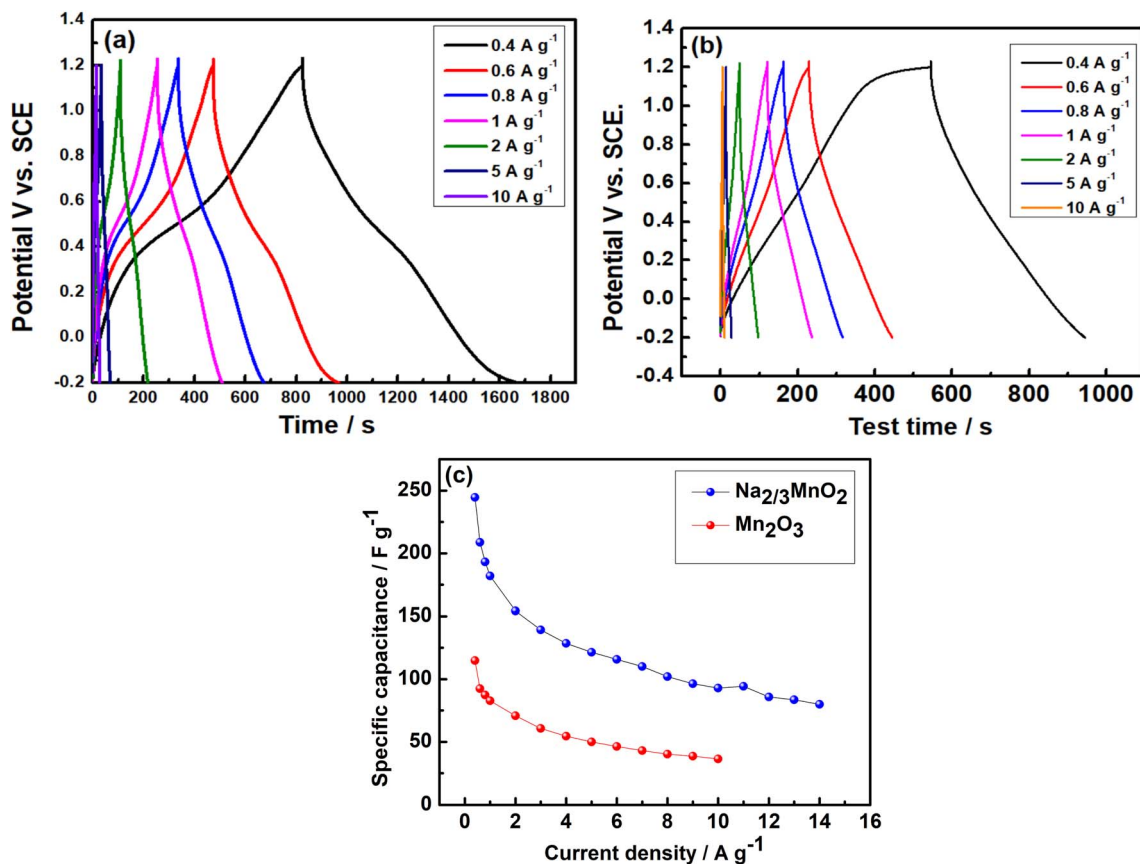 (a)
1.4
1.2
1.0
0.8
0.6
0.4
0.2
0.0
-0.2
Potential V vs. SCE
0 200 400 600 800 1000 1200 1400 1600 1800
Time / s
0.4 A g-1
0.6 A g-1
0.8 A g-1
1 A g-1
2 A g-1
5 A g-1
10 A g-1
(b)
1.4
1.2
1.0
0.8
0.6
0.4
0.2
0.0
-0.2
-0.4
Potential V vs. SCE.
0 200 400 600 800 1000
Test time / s
0.4 A g-1
0.6 A g-1
0.8 A g-1
1 A g-1
2 A g-1
5 A g-1
10 A g-1
(c)
250
200
150
100
50
0
Specific capacitance / F g-1
0 2 4 6 8 10 12 14 16
Current density / A g-1
Na2/3MnO2
Mn2O3